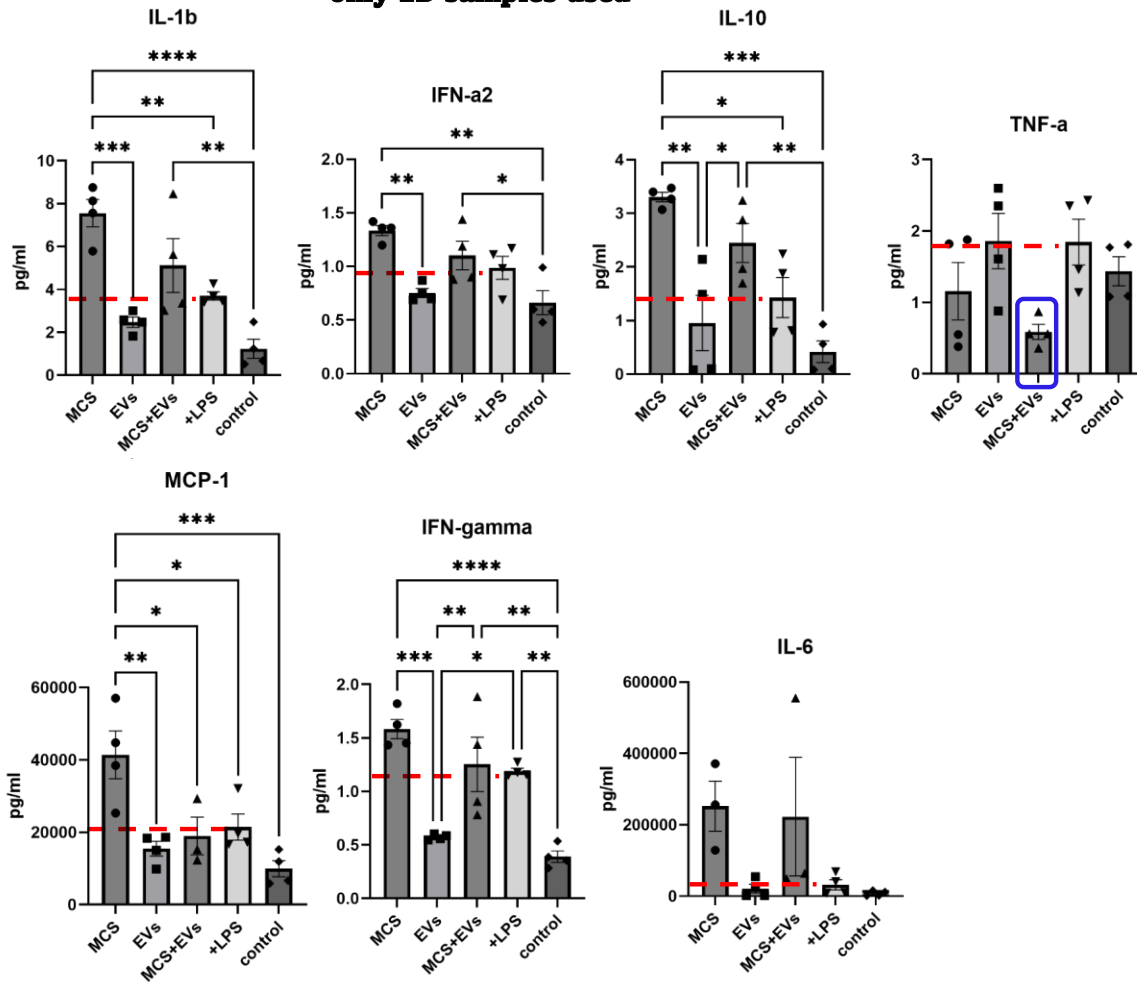 IL-1b
****
**
***
**
10
8
6
4
2
0
pg/ml
MCS
EVs
MCS+EVs
+LPS
control
IFN-a2
**
**
*
2.0
1.5
1.0
0.5
0.0
pg/ml
MCS
EVs
MCS+EVs
+LPS
control
IL-10
***
*
**
*
**
4
3
2
1
0
pg/ml
MCS
EVs
MCS+EVs
+LPS
control
TNF-a
3
2
1
0
pg/ml
MCS
EVs
MCS+EVs
+LPS
control
MCP-1
***
*
*
**
60000
40000
20000
0
pg/ml
MCS
EVs
MCS+EVs
+LPS
control
IFN-gamma
****
**
**
***
*
**
2.0
1.5
1.0
0.5
0.0
pg/ml
MCS
EVs
MCS+EVs
+LPS
control
IL-6
600000
400000
200000
0
pg/ml
MCS
EVs
MCS+EVs
+LPS
control